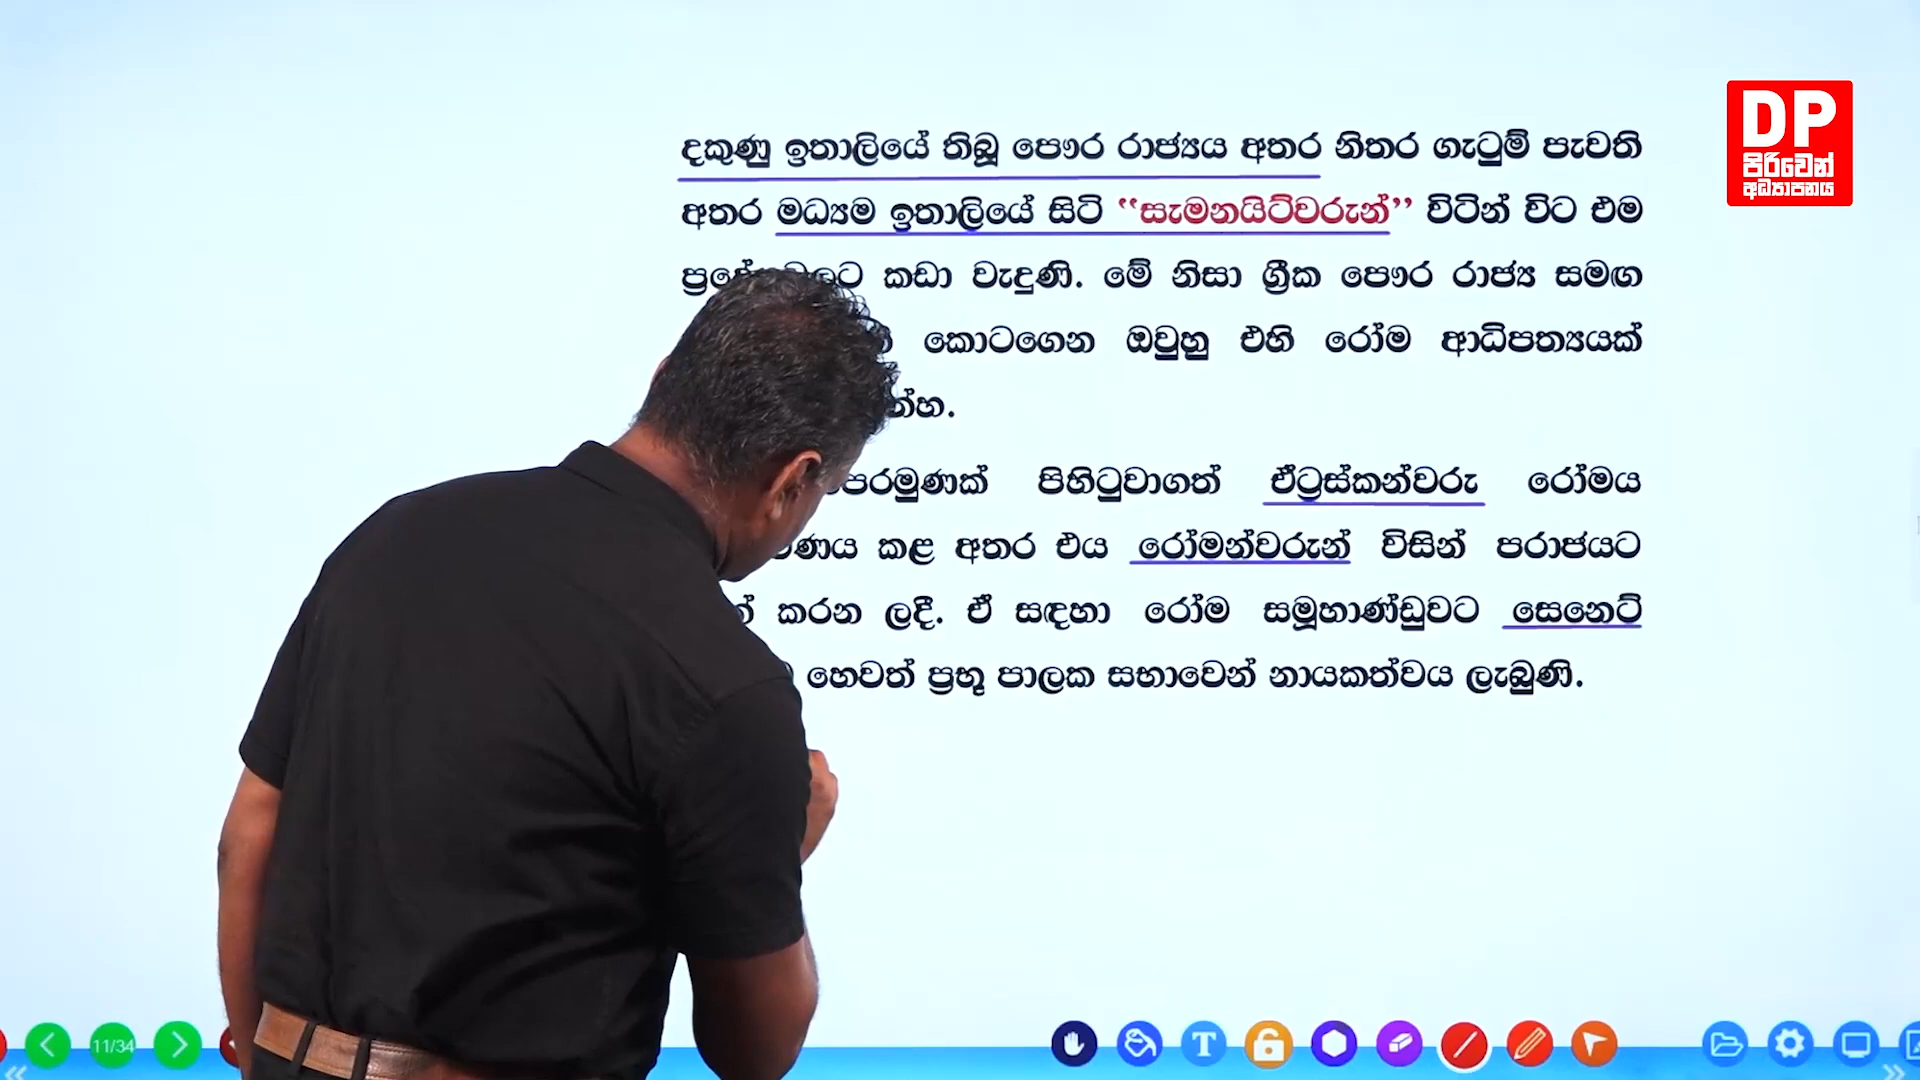 දකුණු ඉතාලියේ තිබූ පෞර රාජ්‍යය අතර නිතර ගැටුම් පැවති
අතර මධ්‍යම ඉතාලියේ සිටි “සැමනයිට්වරුන්” විටින් විට එම
කඩා වැදුණි. මේ නිසා ග්‍රීක පෞර රාජ්‍ය සමඟ
කොටගෙන ඔවුහු එහි රෝම ආධිපත්‍යයක්
පෙරමුණක් පිහිටුවාගත් ඒට්‍රස්කන්වරු රෝමය
කළ අතර එය රෝමන්වරුන් විසින් පරාජයට
කරන ලදී. ඒ සඳහා රෝම සමූහාණ්ඩුවට සෙනෙට්
හෙවත් ප්‍රභූ පාලක සභාවෙන් නායකත්වය ලැබුණි.
DP
පිරිවෙන්
අධ්‍යාපනය
11/34
T